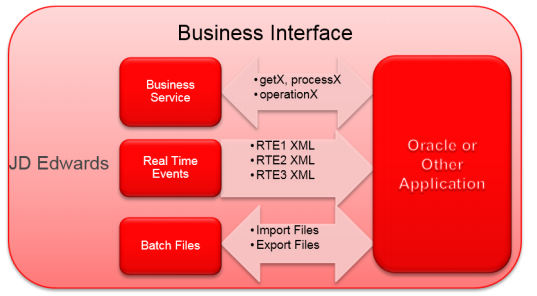 Business Interface
JD Edwards
Business
Service
• getX, processX
• operationX
Real Time
Events
• RTE1 XML
• RTE2 XML
• RTE3 XML
Batch Files
• Import Files
• Export Files
Oracle or
Other
Application